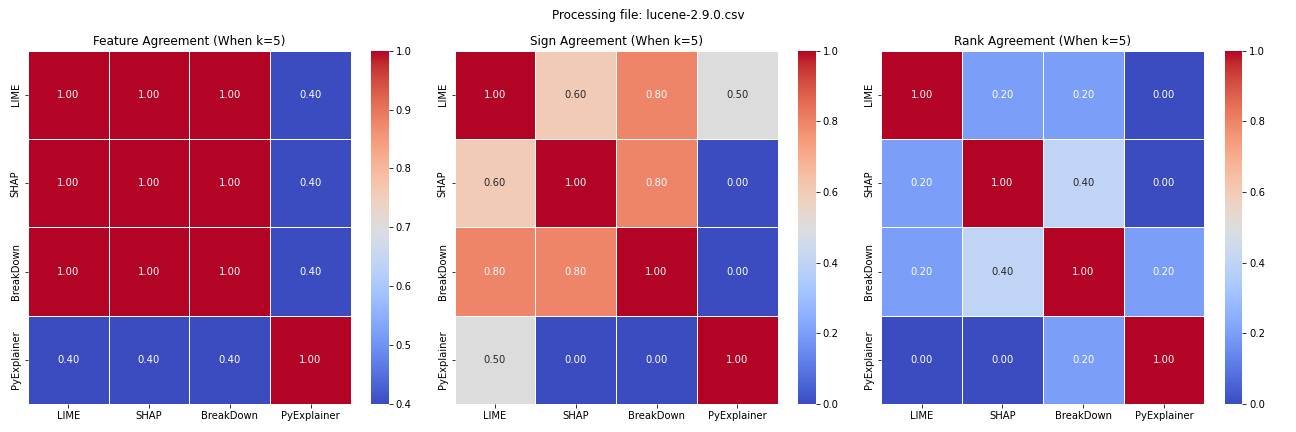 Processing file: lucene-2.9.0.csv
Feature Agreement (When k=5)
LIME 1.00 1.00 1.00 0.40
SHAP 1.00 1.00 1.00 0.40
BreakDown 1.00 1.00 1.00 0.40
PyExplainer 0.40 0.40 0.40 1.00
LIME SHAP BreakDown PyExplainer
1.0
0.9
0.8
0.7
0.6
0.5
0.4
Sign Agreement (When k=5)
LIME 1.00 0.60 0.80 0.50
SHAP 0.60 1.00 0.80 0.00
BreakDown 0.80 0.80 1.00 0.00
PyExplainer 0.50 0.00 0.00 1.00
LIME SHAP BreakDown PyExplainer
1.0
0.8
0.6
0.4
0.2
0.0
Rank Agreement (When k=5)
LIME 1.00 0.20 0.20 0.00
SHAP 0.20 1.00 0.40 0.00
BreakDown 0.20 0.40 1.00 0.20
PyExplainer 0.00 0.00 0.20 1.00
LIME SHAP BreakDown PyExplainer
1.0
0.8
0.6
0.4
0.2
0.0